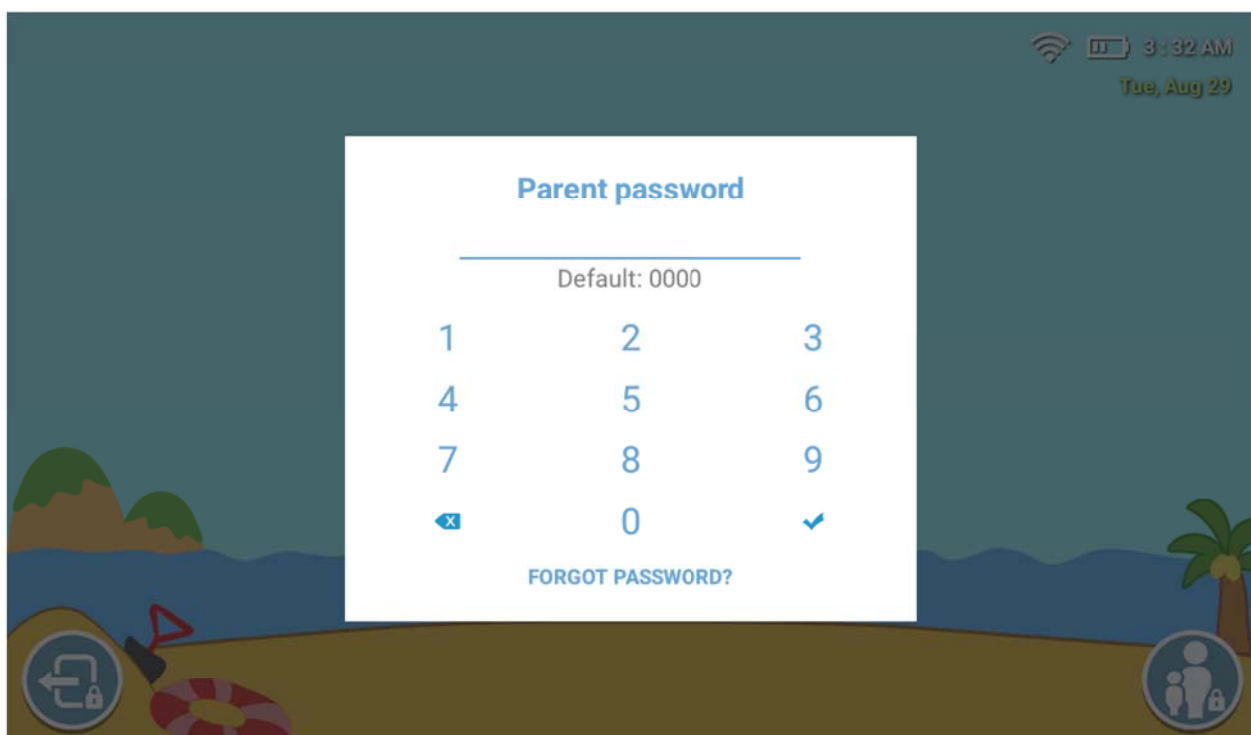 3 : 32 AM
Tue, Aug 29
Parent password
Default: 0000
1 2 3
4 5 6
7 8 9
0
FORGOT PASSWORD?